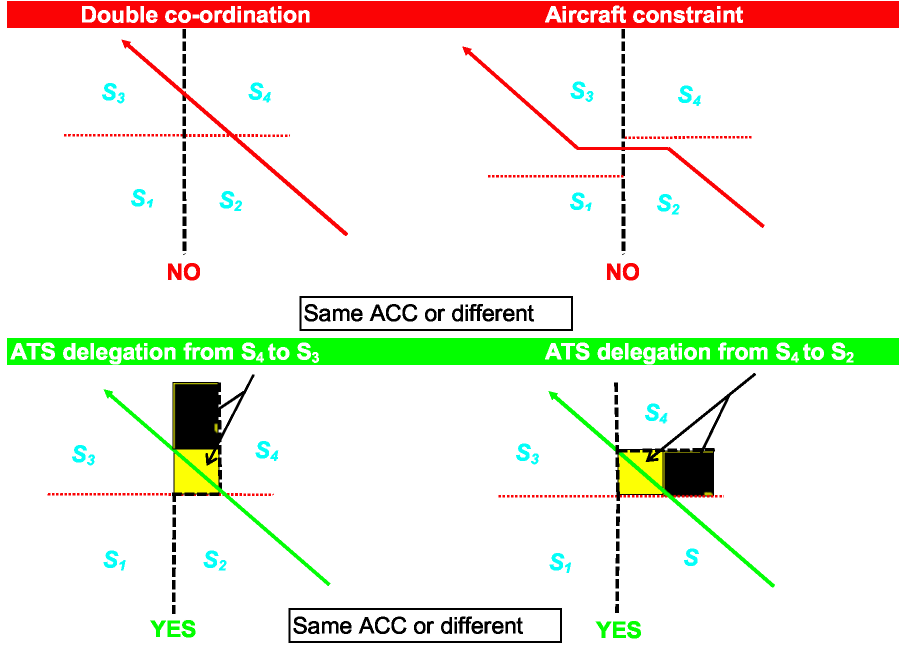 Double co-ordination
Aircraft constraint
S3
S4
S3
S4
S1
S2
S1
S2
NO
NO
Same ACC or different
ATS delegation from S4 to S3
ATS delegation from S4 to S2
S3
S4
S3
S4
S1
S2
S1
S
YES
Same ACC or different
YES